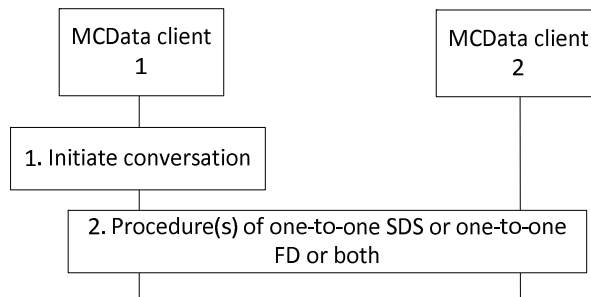 MCData client
1
MCData client
2
1. Initiate conversation
2. Procedure(s) of one-to-one SDS or one-to-one
FD or both